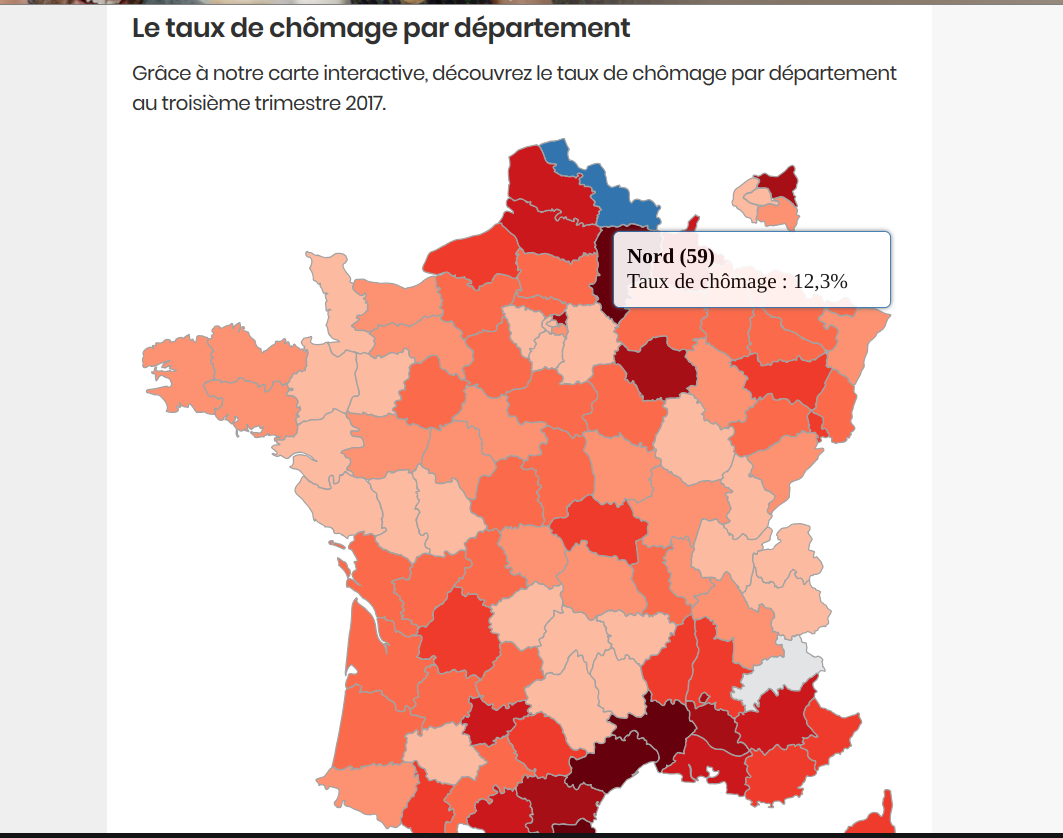 Le taux de chômage par département
Grâce à notre carte interactive, découvrez le taux de chômage par département
au troisième trimestre 2017.
Nord (59)
Taux de chômage : 12,3%